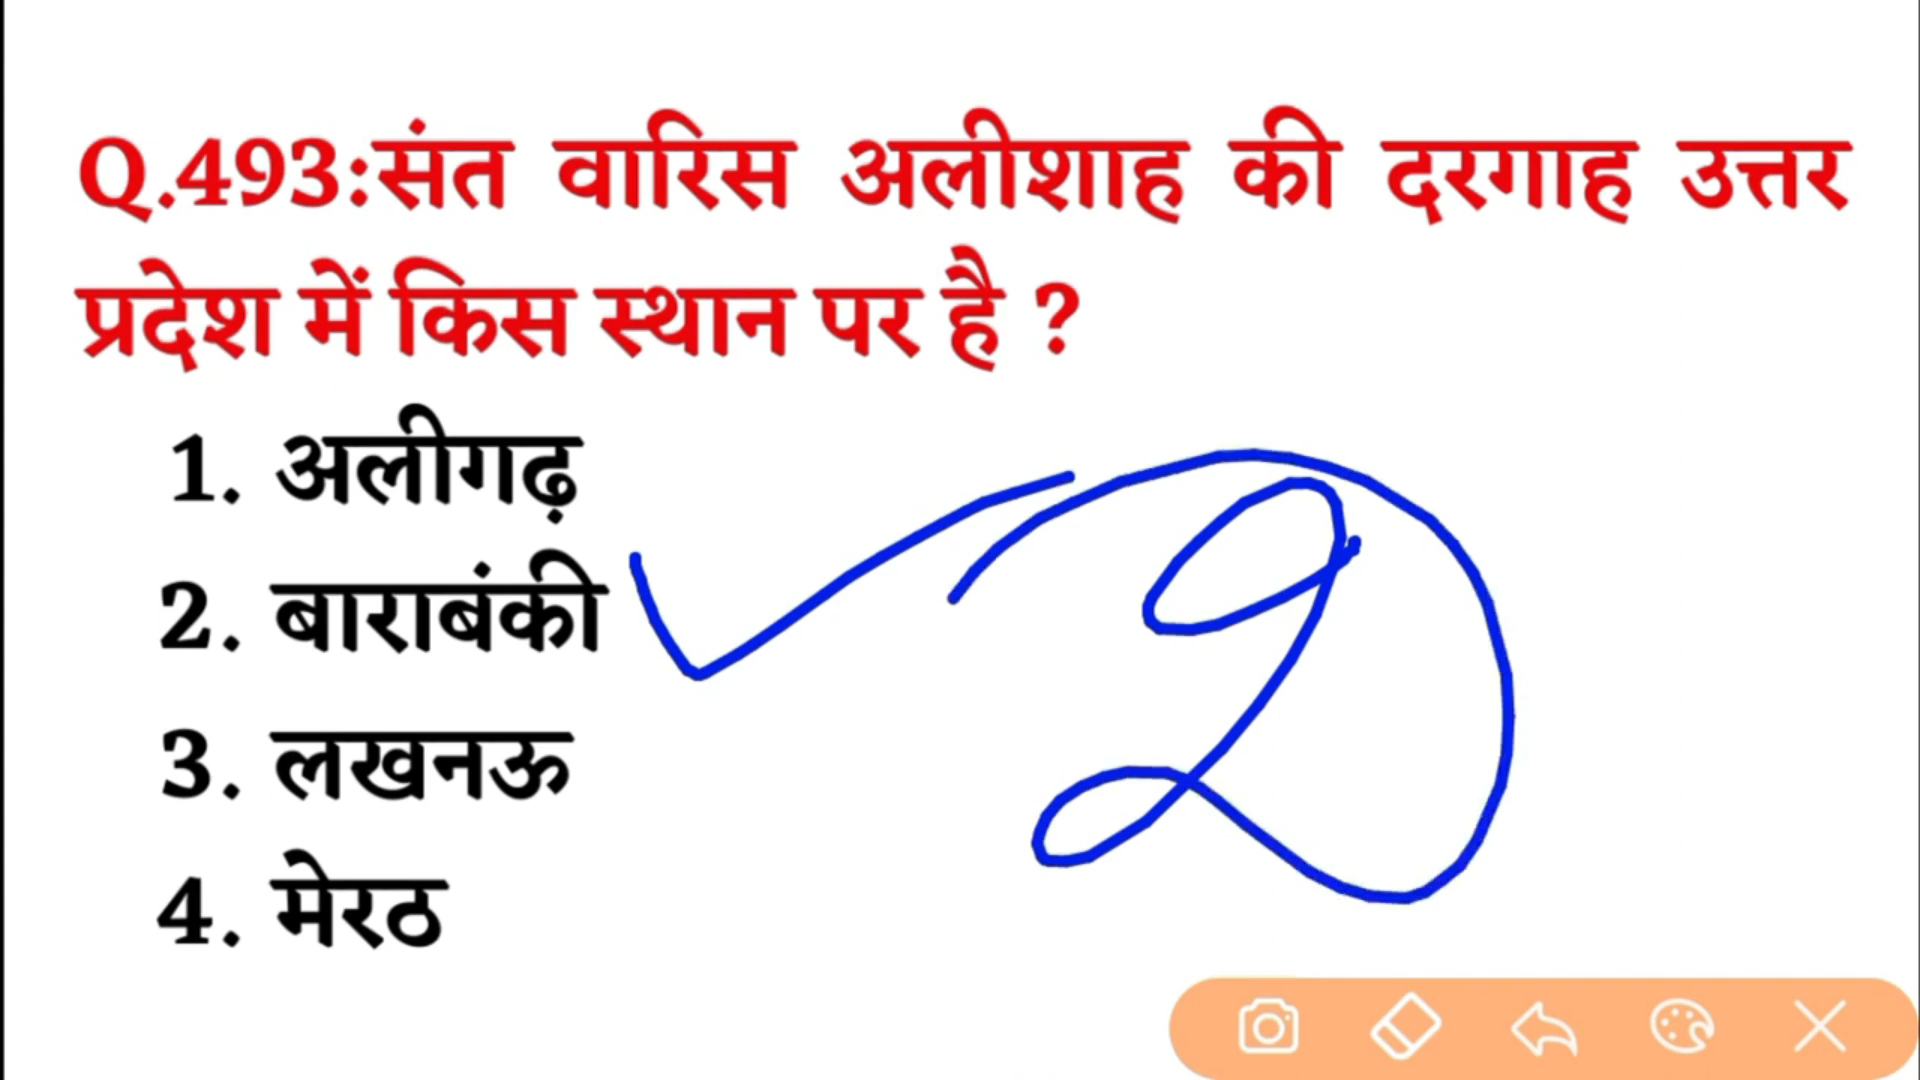 Q.493:संत वारिस अलीशाह की दरगाह उत्तर
प्रदेश में किस स्थान पर है ?
1. अलीगढ़
2. बाराबंकी
3. लखनऊ
4. मेरठ
2